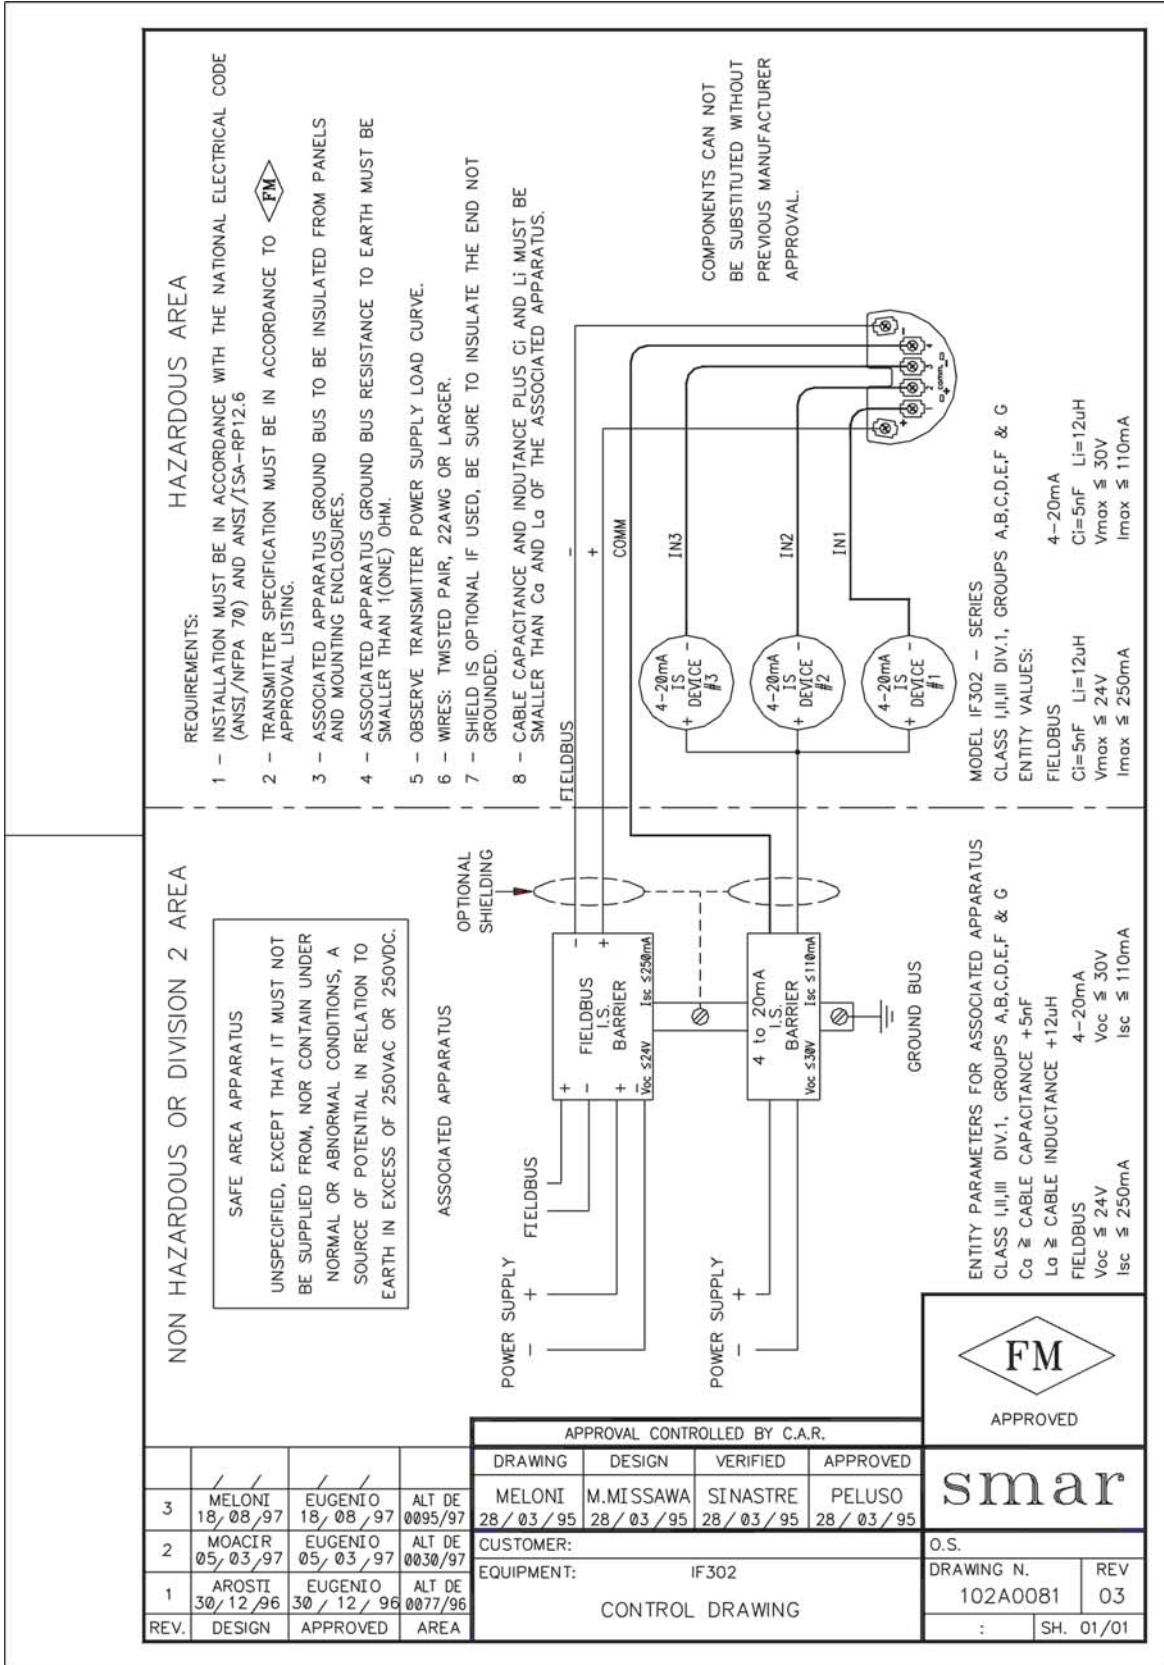 NON HAZARDOUS OR DIVISION 2 AREA
HAZARDOUS AREA
SAFE AREA APPARATUS
UNSPECIFIED, EXCEPT THAT IT MUST NOT
BE SUPPLIED FROM, NOR CONTAIN UNDER
NORMAL OR ABNORMAL CONDITIONS, A
SOURCE OF POTENTIAL IN RELATION TO
EARTH IN EXCESS OF 250VAC OR 250VDC.
ASSOCIATED APPARATUS
REQUIREMENTS:
1 – INSTALLATION MUST BE IN ACCORDANCE WITH THE NATIONAL ELECTRICAL CODE
(ANSI/NFPA 70) AND ANSI/ISA-RP12.6
2 – TRANSMITTER SPECIFICATION MUST BE IN ACCORDANCE TO FM
APPROVAL LISTING.
3 – ASSOCIATED APPARATUS GROUND BUS TO BE INSULATED FROM PANELS
AND MOUNTING ENCLOSURES.
4 – ASSOCIATED APPARATUS GROUND BUS RESISTANCE TO EARTH MUST BE
SMALLER THAN 1(ONE) OHM.
5 – OBSERVE TRANSMITTER POWER SUPPLY LOAD CURVE.
6 – WIRES: TWISTED PAIR, 22AWG OR LARGER.
7 – SHIELD IS OPTIONAL IF USED, BE SURE TO INSULATE THE END NOT
GROUNDED.
8 – CABLE CAPACITANCE AND INDUTANCE PLUS Ci AND Li MUST BE
SMALLER THAN Ca AND La OF THE ASSOCIATED APPARATUS.
COMPONENTS CAN NOT
BE SUBSTITUTED WITHOUT
PREVIOUS MANUFACTURER
APPROVAL.
OPTIONAL
SHIELDING
FIELDBUS
POWER SUPPLY
– +
FIELDBUS
+
–
+
–
FIELDBUS
I.S.
BARRIER
–
+
Voc ≤24V Isc ≤250mA
POWER SUPPLY
– +
4 to 20mA
I.S.
BARRIER
Voc ≤30V Isc ≤110mA
GROUND BUS
–
+
COMM
IN3
IN2
IN1
4-20mA
IS
+ DEVICE –
#3
4-20mA
IS
+ DEVICE –
#2
4-20mA
IS
+ DEVICE –
#1
+ 1 2 3 4 –
+ comm. –
ENTITY PARAMETERS FOR ASSOCIATED APPARATUS
CLASS I,II,III DIV.1, GROUPS A,B,C,D,E,F & G
Ca ≥ CABLE CAPACITANCE +5nF
La ≥ CABLE INDUCTANCE +12uH
FIELDBUS 4-20mA
Voc ≤ 24V Voc ≤ 30V
Isc ≤ 250mA Isc ≤ 110mA
MODEL IF302 – SERIES
CLASS I,II,III DIV.1, GROUPS A,B,C,D,E,F & G
ENTITY VALUES:
FIELDBUS 4-20mA
Ci=5nF Li=12uH Ci=5nF Li=12uH
Vmax ≤ 24V Vmax ≤ 30V
Imax ≤ 250mA Imax ≤ 110mA
FM
APPROVED
APPROVAL CONTROLLED BY C.A.R.
DRAWING DESIGN VERIFIED APPROVED
MELONI M.MISSAWA SINASTRE PELUSO
28 / 03 / 95 28 / 03 / 95 28 / 03 / 95 28 / 03 / 95
smar
/ / / /
3 MELONI EUGENIO ALT DE
18/08/97 18/08/97 0095/97
2 MOACIR EUGENIO ALT DE
05/03/97 05/03/97 0030/97
1 AROSTI EUGENIO ALT DE
30/12/96 30/12/96 0077/96
REV. DESIGN APPROVED AREA
CUSTOMER:
EQUIPMENT: IF302
CONTROL DRAWING
O.S.
DRAWING N. REV
102A0081 03
: SH. 01/01